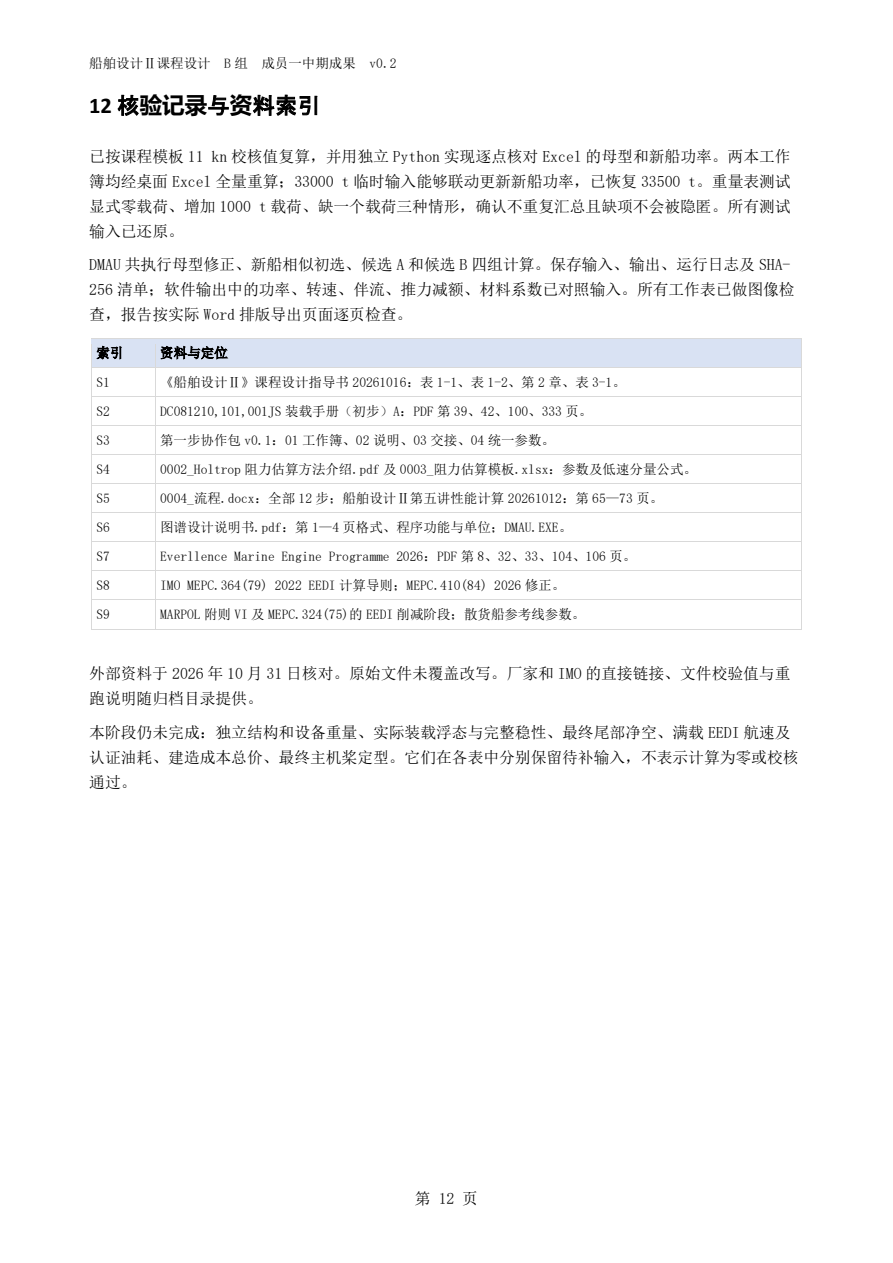 船舶设计Ⅱ课程设计 B 组 成员一中期成果 v0.2
12 核验记录与资料索引
已按课程模板 11 kn 校核值复算，并用独立 Python 实现逐点核对 Excel 的母型和新船功率。两本工作
簿均经桌面 Excel 全量重算；33000 t 临时输入能够联动更新新船功率，已恢复 33500 t。重量表测试
显式零载荷、增加 1000 t 载荷、缺一个载荷三种情形，确认不重复汇总且缺项不会被隐匿。所有测试
输入已还原。
DMAU 共执行母型修正、新船相似初选、候选 A 和候选 B 四组计算。保存输入、输出、运行日志及 SHA-
256 清单；软件输出中的功率、转速、伴流、推力减额、材料系数已对照输入。所有工作表已做图像检
查，报告按实际 Word 排版导出页面逐页检查。
索引 资料与定位
S1 《船舶设计Ⅱ》课程设计指导书 20261016：表 1-1、表 1-2、第 2 章、表 3-1。
S2 DC081210,101,001JS 装载手册（初步）A：PDF 第 39、42、100、333 页。
S3 第一步协作包 v0.1：01 工作簿、02 说明、03 交接、04 统一参数。
S4 0002_Holtrop 阻力估算方法介绍.pdf 及 0003_阻力估算模板.xlsx：参数及低速分量公式。
S5 0004_流程.docx：全部 12 步；船舶设计Ⅱ第五讲性能计算 20261012：第 65—73 页。
S6 图谱设计说明书.pdf：第 1—4 页格式、程序功能与单位；DMAU.EXE。
S7 Everllence Marine Engine Programme 2026：PDF 第 8、32、33、104、106 页。
S8 IMO MEPC.364(79) 2022 EEDI 计算导则；MEPC.410(84) 2026 修正。
S9 MARPOL 附则 VI 及 MEPC.324(75)的 EEDI 削减阶段；散货船参考线参数。
外部资料于 2026 年 10 月 31 日核对。原始文件未覆盖改写。厂家和 IMO 的直接链接、文件校验值与重
跑说明随归档目录提供。
本阶段仍未完成：独立结构和设备重量、实际装载浮态与完整稳性、最终尾部净空、满载 EEDI 航速及
认证油耗、建造成本总价、最终主机桨定型。它们在各表中分别保留待补输入，不表示计算为零或校核
通过。
第 12 页